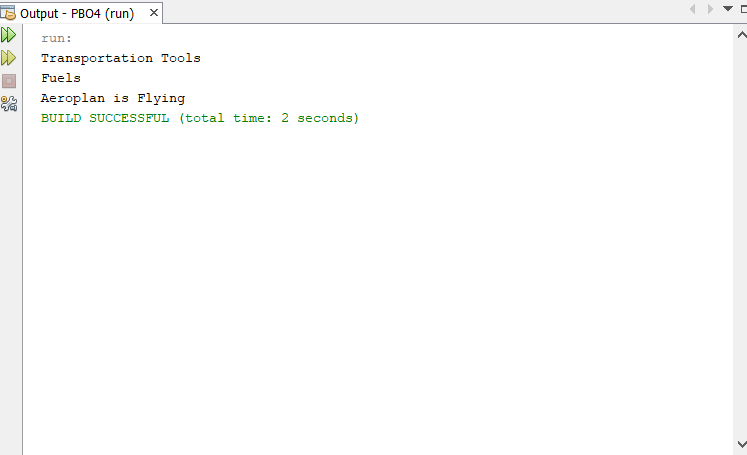 Output - PBO4 (run)
run:
Transportation Tools
Fuels
Aeroplan is Flying
BUILD SUCCESSFUL (total time: 2 seconds)